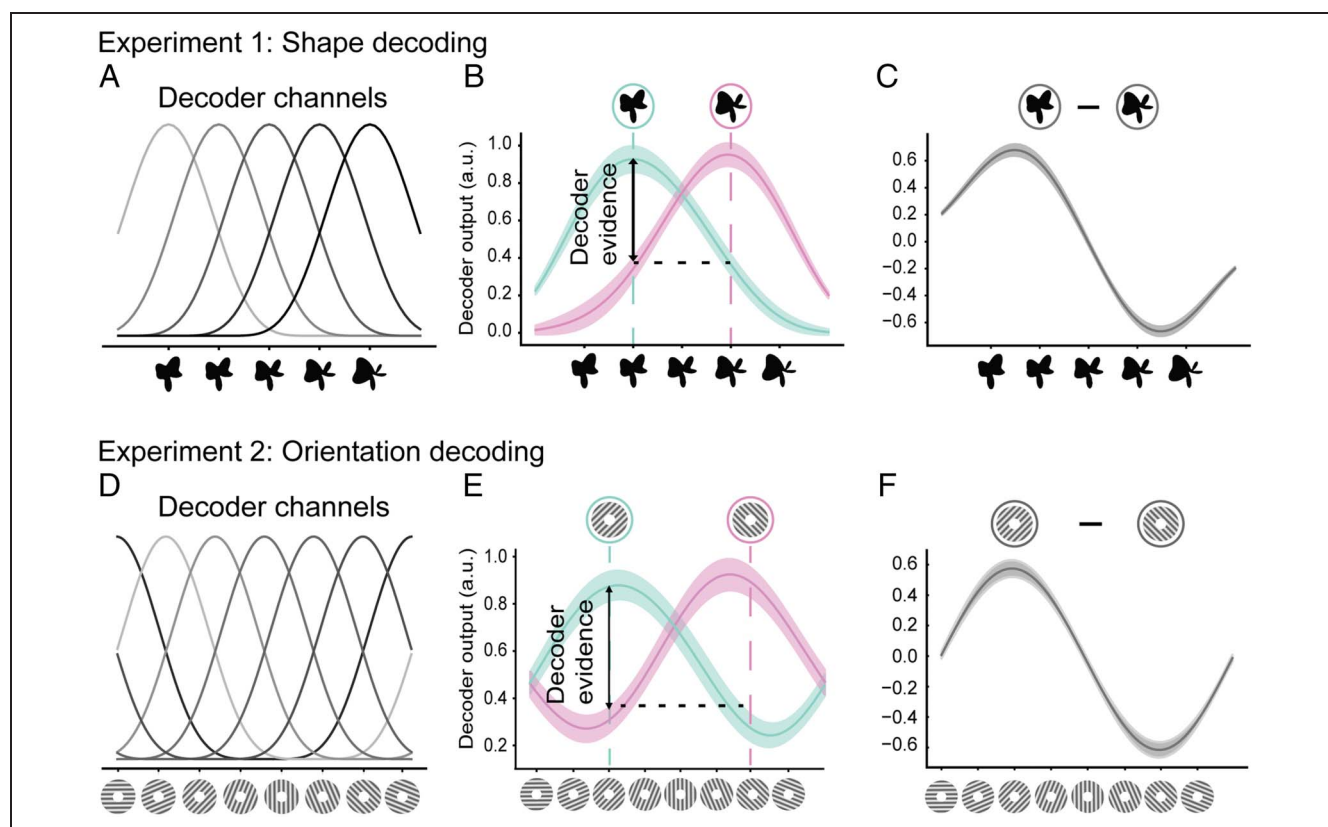 Experiment 1: Shape decoding
A
Decoder channels
B
Decoder output (a.u.)
1.0
0.8
0.6
0.4
0.2
0.0
Decoder
evidence
C
−
0.6
0.4
0.2
0.0
−0.2
−0.4
−0.6
Experiment 2: Orientation decoding
D
Decoder channels
E
Decoder output (a.u.)
1.0
0.8
0.6
0.4
0.2
Decoder
evidence
F
−
0.6
0.4
0.2
0.0
−0.2
−0.4
−0.6